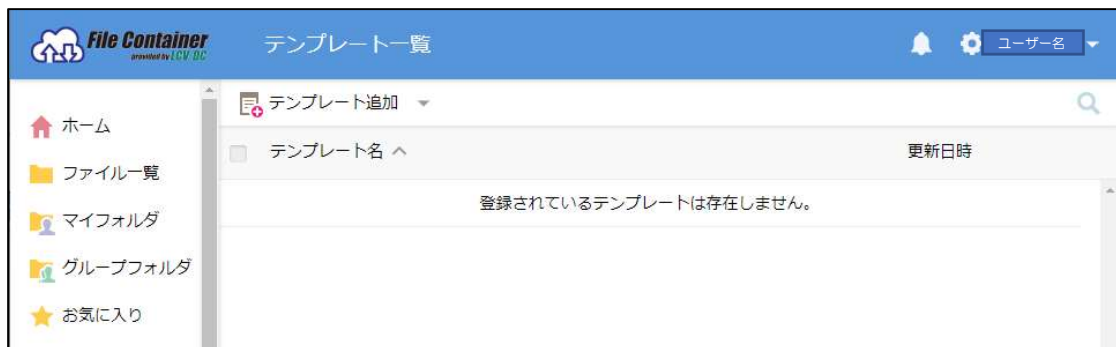 File Container
provided by LCV DC
テンプレート一覧
ユーザー名
ホーム
ファイル一覧
マイフォルダ
グループフォルダ
お気に入り
テンプレート追加
テンプレート名
更新日時
登録されているテンプレートは存在しません。